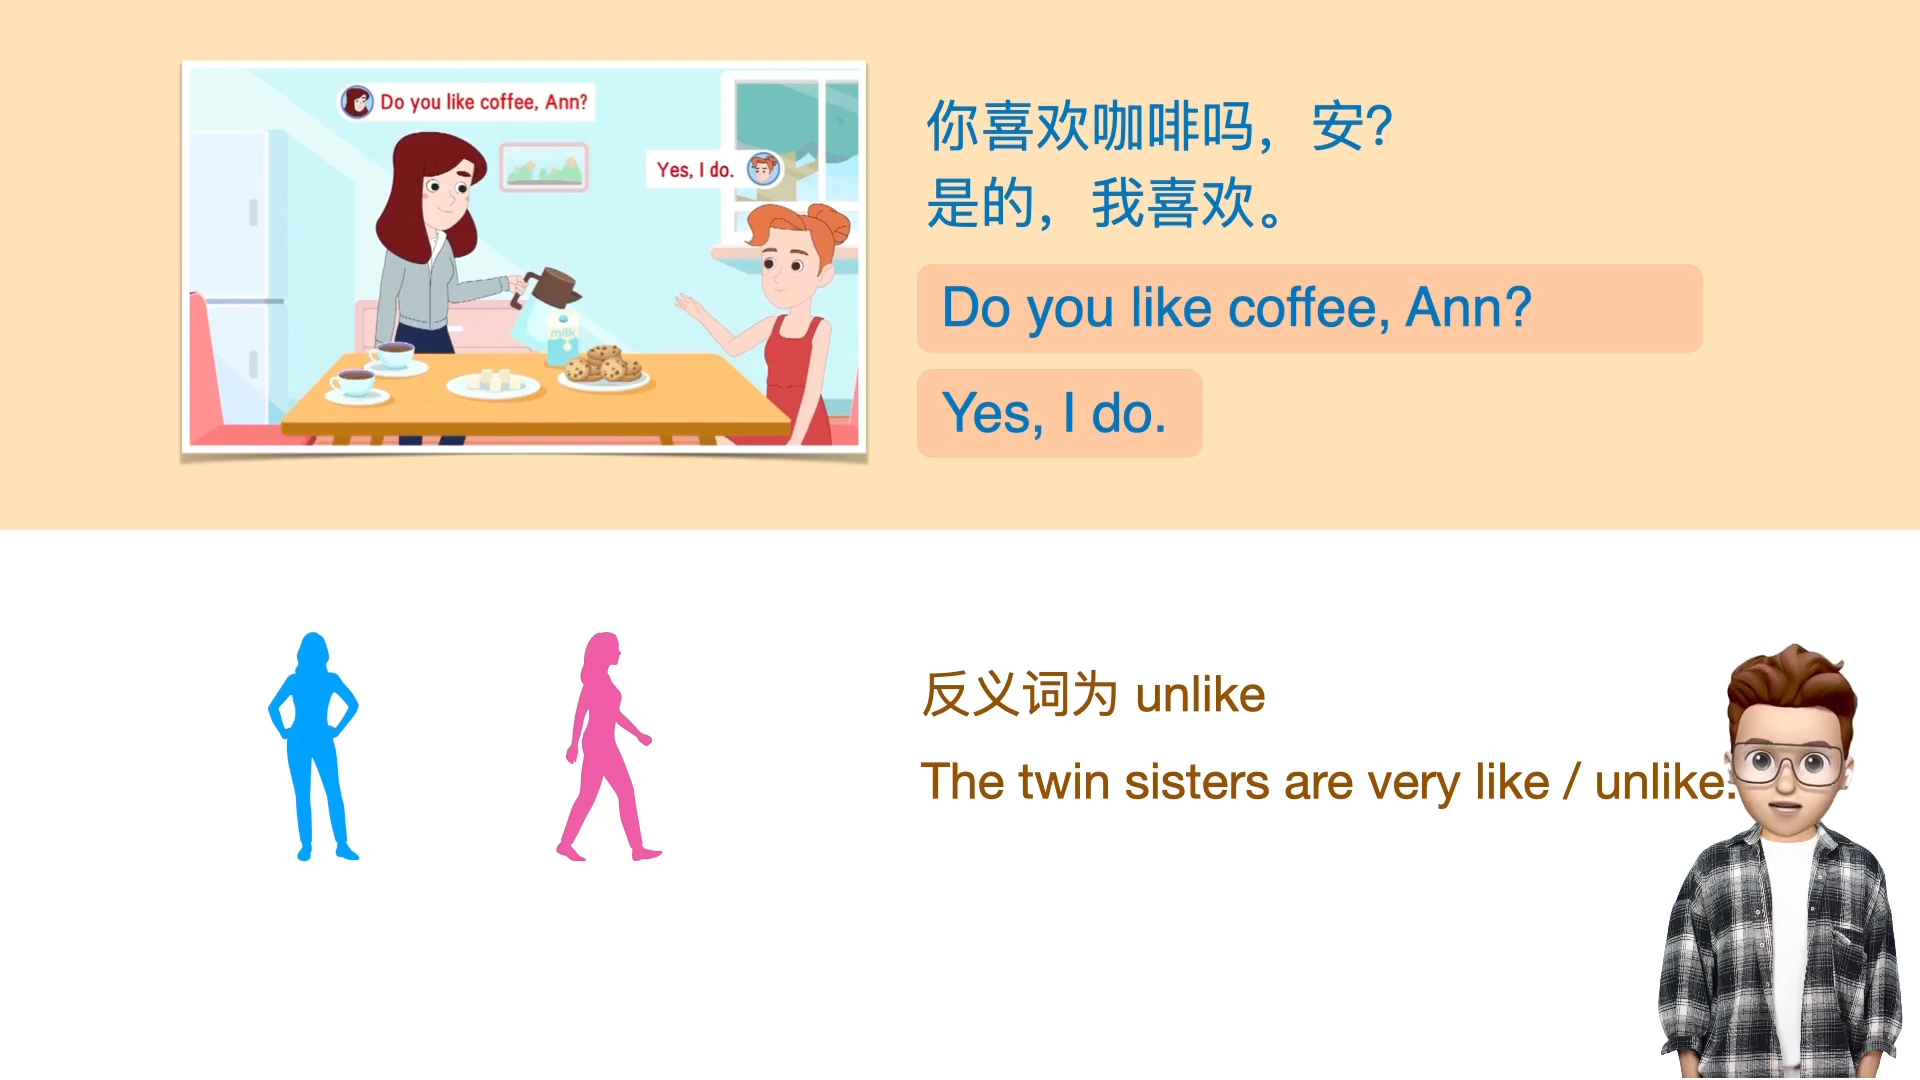 Do you like coffee, Ann?
Yes, I do.
milk
你喜欢咖啡吗，安？
是的，我喜欢。
Do you like coffee, Ann?
Yes, I do.
反义词为 unlike
The twin sisters are very like / unlike.